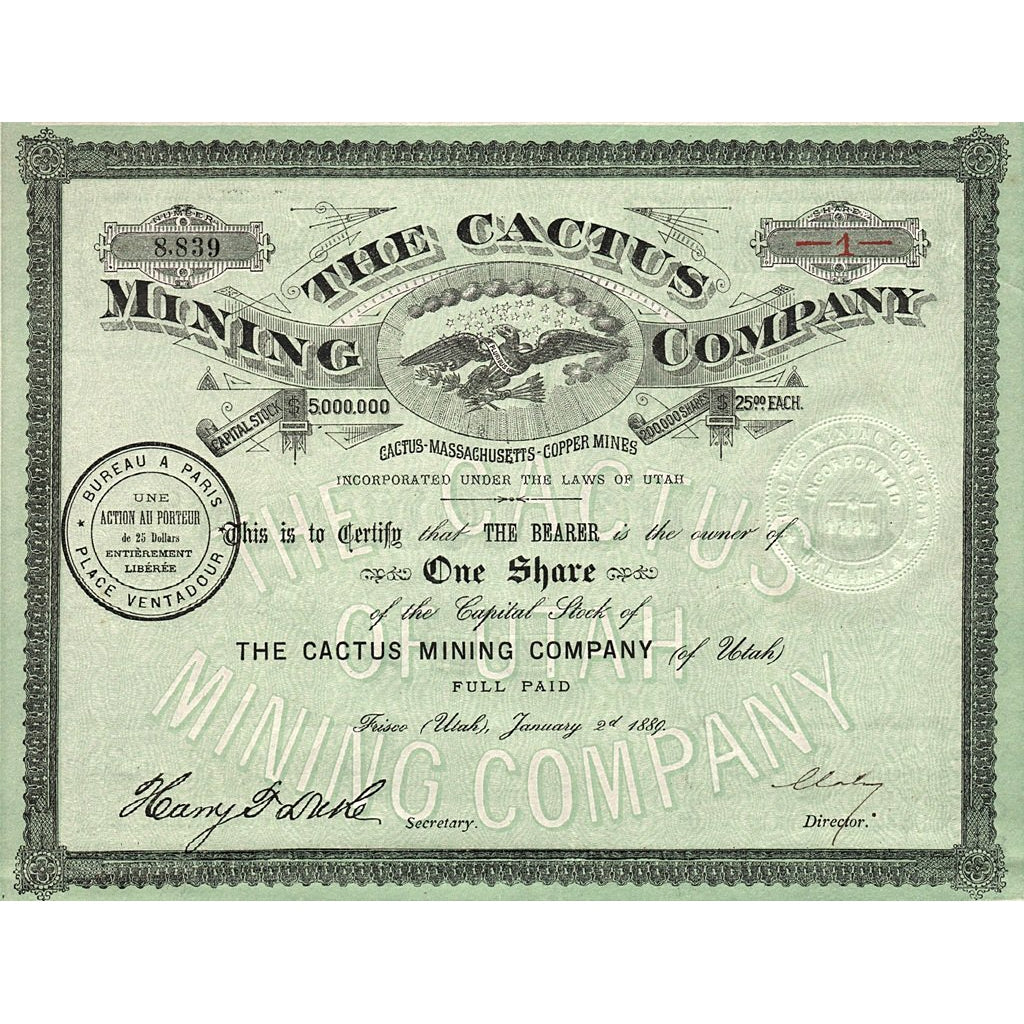 NUMBER
8.839
SHARE
—1—
THE CACTUS
MINING COMPANY
CAPITAL STOCK $ 5.000.000
200.000 SHARES $ 25⁰⁰ EACH.
CACTUS-MASSACHUSETTS-COPPER MINES
INCORPORATED UNDER THE LAWS OF UTAH
BUREAU A PARIS
UNE
ACTION AU PORTEUR
de 25 Dollars
ENTIÈREMENT
LIBÉRÉE
PLACE VENTADOUR
This is to Certify that THE BEARER is the owner of
One Share
of the Capital Stock of
THE CACTUS MINING COMPANY (of Utah)
FULL PAID
Frisco (Utah), January 2d 1889.
Harry D Duke
Secretary.
Director.
THE CACTUS
OF UTAH
MINING COMPANY